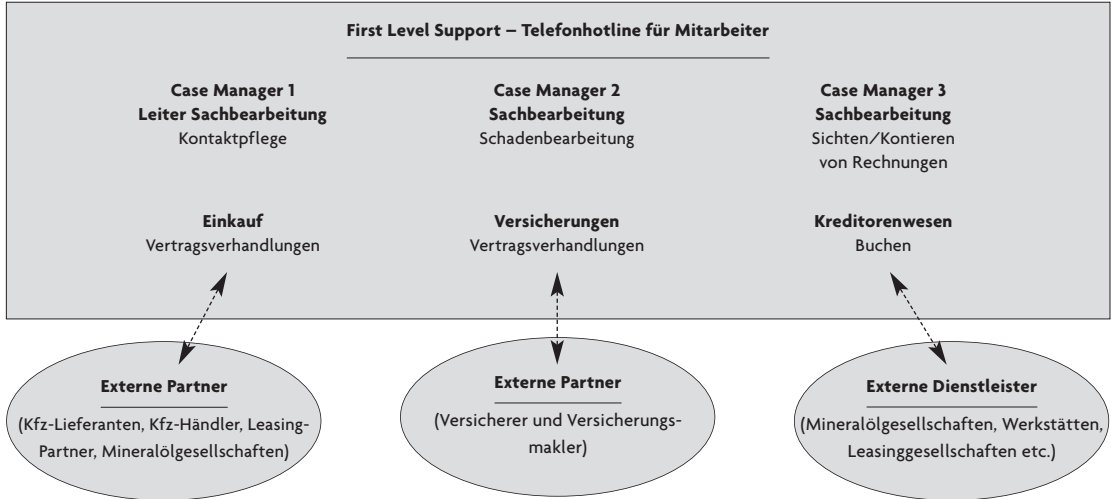 First Level Support – Telefonhotline für Mitarbeiter
Case Manager 1
Leiter Sachbearbeitung
Kontaktpflege
Case Manager 2
Sachbearbeitung
Schadenbearbeitung
Case Manager 3
Sachbearbeitung
Sichten/Kontieren
von Rechnungen
Einkauf
Vertragsverhandlungen
Versicherungen
Vertragsverhandlungen
Kreditorenwesen
Buchen
Externe Partner
(Kfz-Lieferanten, Kfz-Händler, Leasing-
Partner, Mineralölgesellschaften)
Externe Partner
(Versicherer und Versicherungs-
makler)
Externe Dienstleister
(Mineralölgesellschaften, Werkstätten,
Leasinggesellschaften etc.)